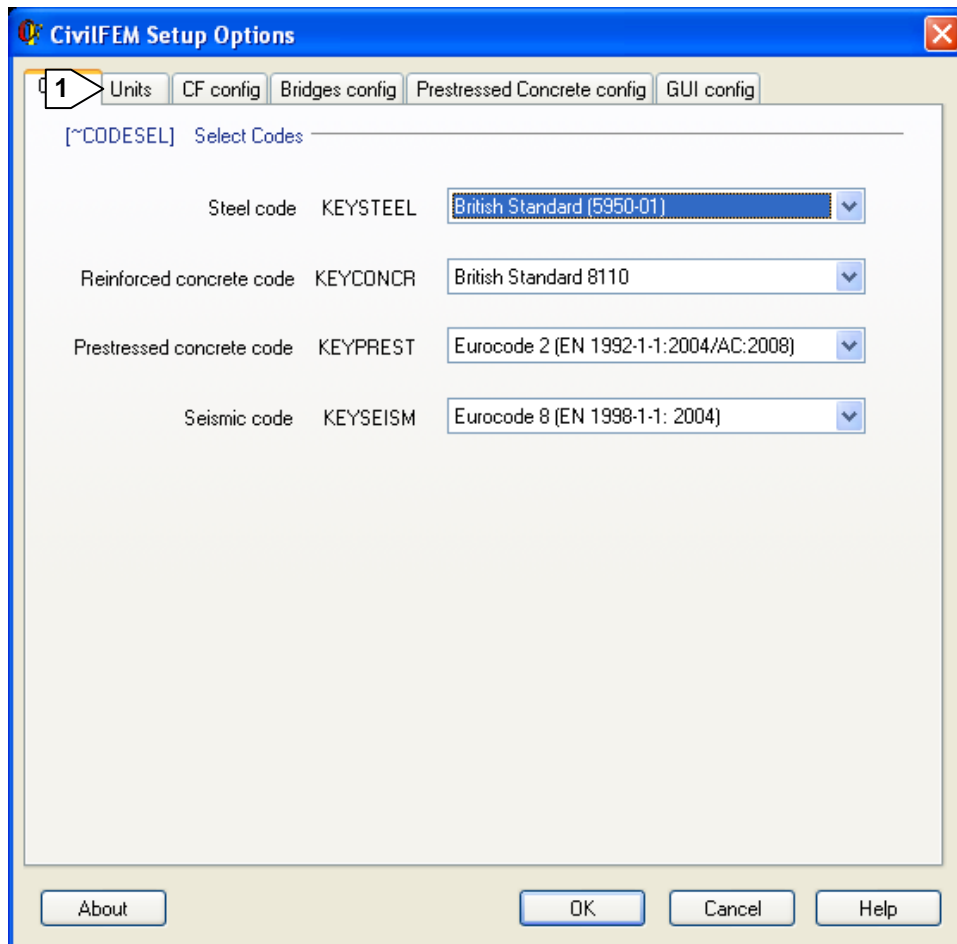 CivilFEM Setup Options
1 Units CF config Bridges config Prestressed Concrete config GUI config
[~CODESEL] Select Codes
Steel code KEYSTEEL British Standard (5950-01)
Reinforced concrete code KEYCONCR British Standard 8110
Prestressed concrete code KEYPREST Eurocode 2 (EN 1992-1-1:2004/AC:2008)
Seismic code KEYSEISM Eurocode 8 (EN 1998-1-1: 2004)
About OK Cancel Help